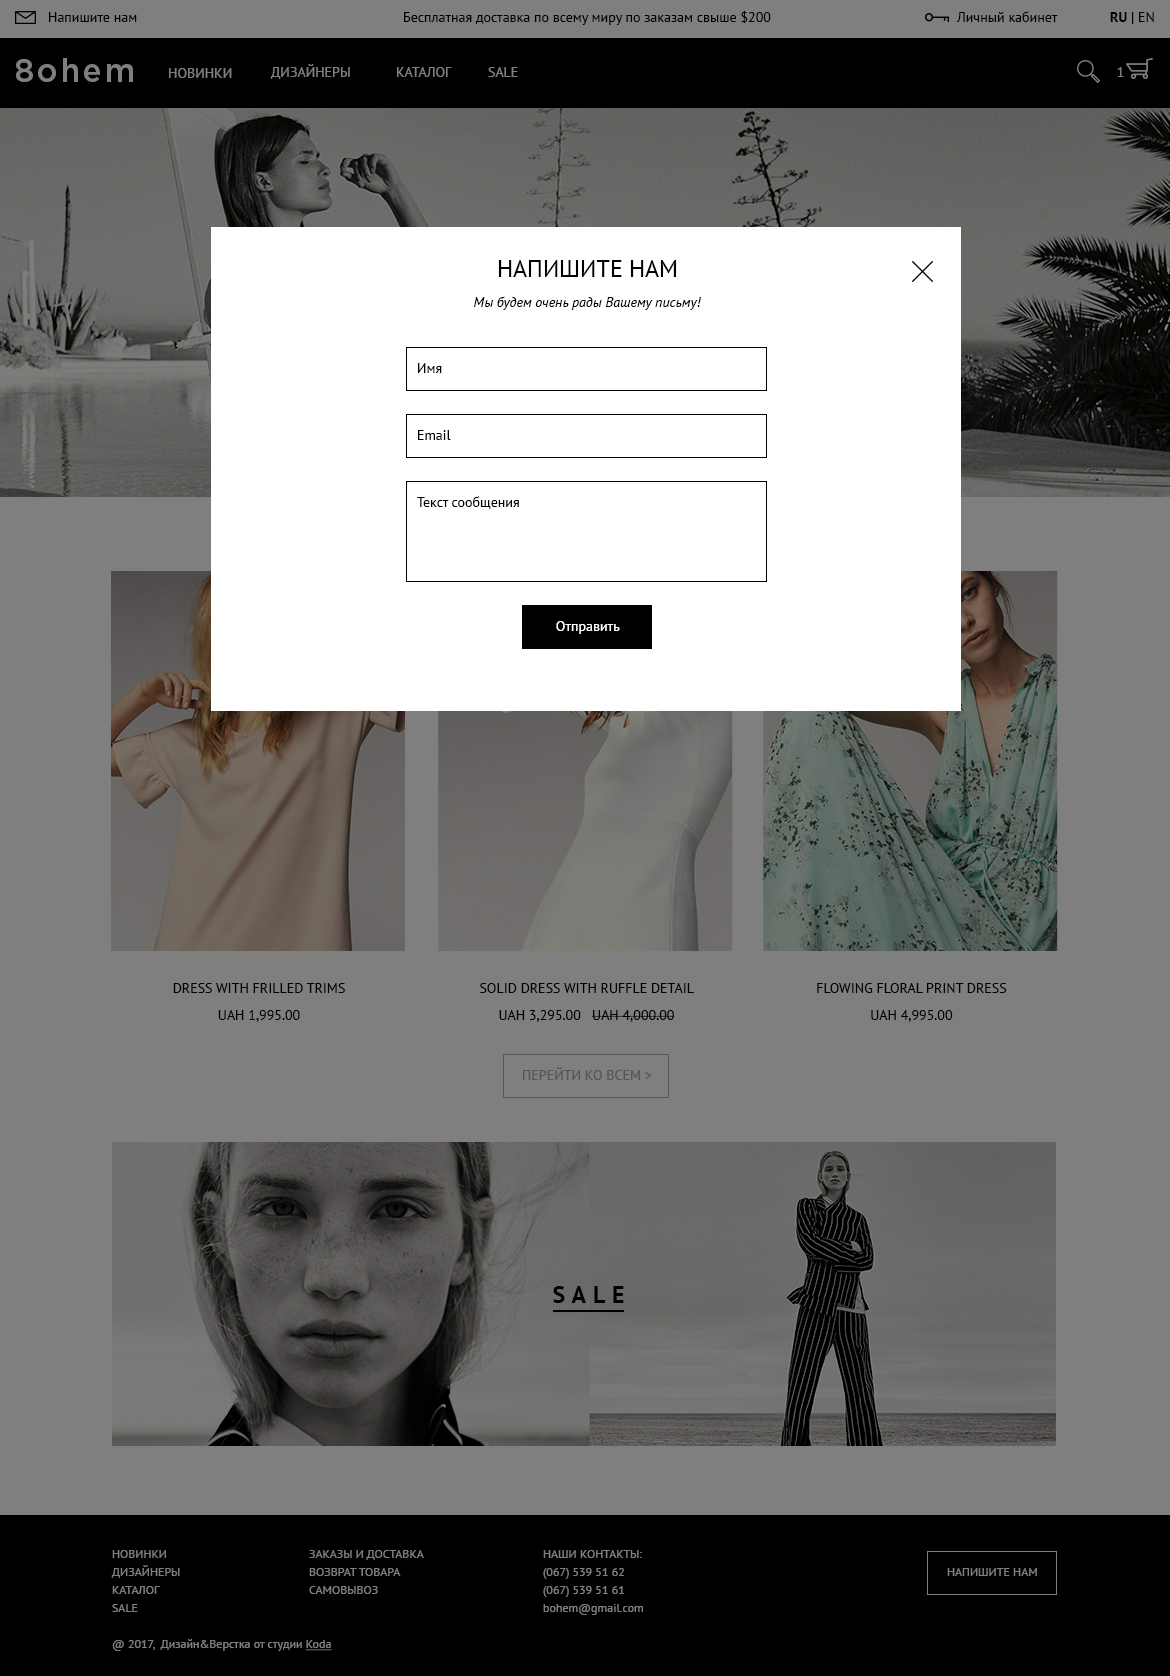 Напишите нам
Бесплатная доставка по всему миру по заказам свыше $200
Личный кабинет
RU | EN
8ohem
НОВИНКИ
ДИЗАЙНЕРЫ
КАТАЛОГ
SALE
1
НАПИШИТЕ НАМ
Мы будем очень рады Вашему письму!
Имя
Email
Текст сообщения
Отправить
DRESS WITH FRILLED TRIMS
UAH 1,995.00
SOLID DRESS WITH RUFFLE DETAIL
UAH 3,295.00 UAH 4,000.00
FLOWING FLORAL PRINT DRESS
UAH 4,995.00
ПЕРЕЙТИ КО ВСЕМ >
SALE
НОВИНКИ
ДИЗАЙНЕРЫ
КАТАЛОГ
SALE
ЗАКАЗЫ И ДОСТАВКА
ВОЗВРАТ ТОВАРА
САМОВЫВОЗ
НАШИ КОНТАКТЫ:
(067) 539 51 62
(067) 539 51 61
bohem@gmail.com
НАПИШИТЕ НАМ
@ 2017, Дизайн&Верстка от студии Koda